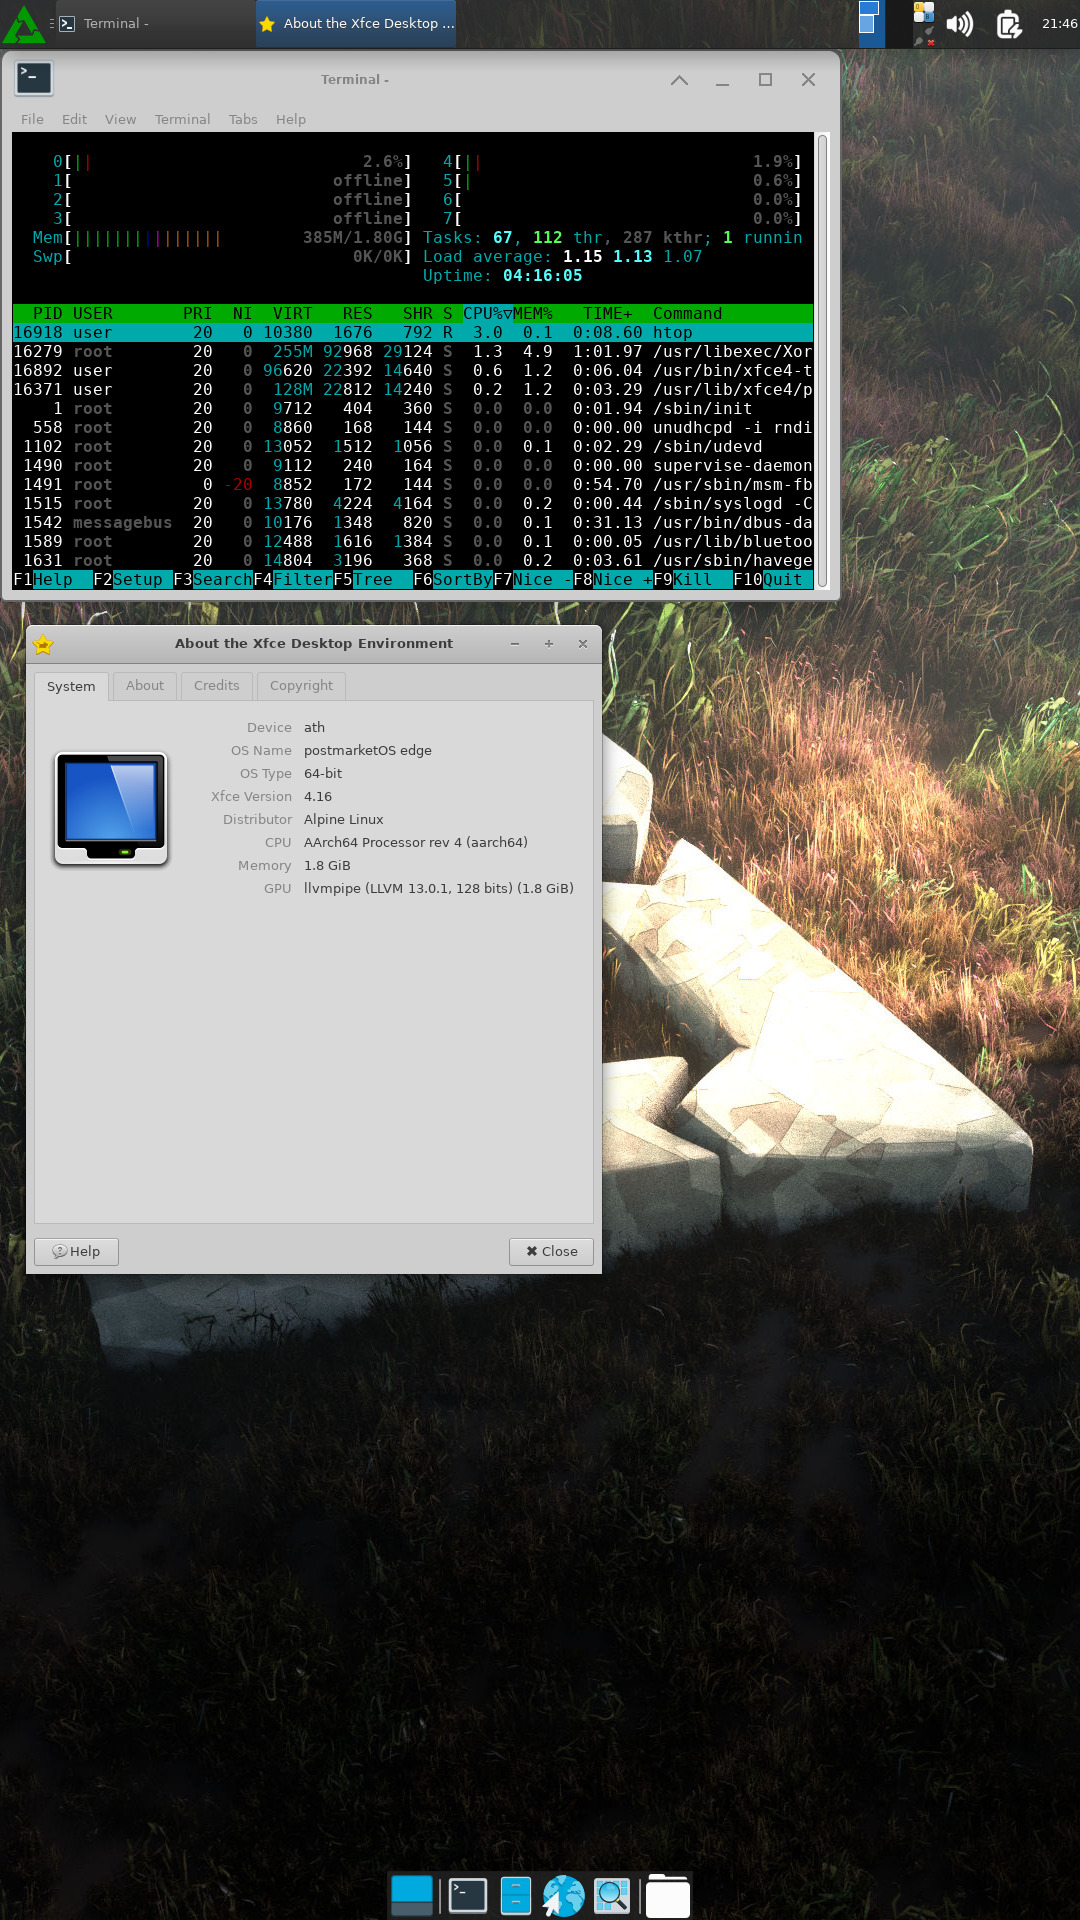 Terminal -
About the Xfce Desktop ...
21:46
Terminal -
File Edit View Terminal Tabs Help
0[|| 2.6%] 4[|| 1.9%]
1[ offline] 5[| 0.6%]
2[ offline] 6[ 0.0%]
3[ offline] 7[ 0.0%]
Mem[||||||||||||||| 385M/1.80G] Tasks: 67, 112 thr, 287 kthr; 1 runnin
Swp[ 0K/0K] Load average: 1.15 1.13 1.07
Uptime: 04:16:05
PID USER PRI NI VIRT RES SHR S CPU%▽MEM% TIME+ Command
16918 user 20 0 10380 1676 792 R 3.0 0.1 0:08.60 htop
16279 root 20 0 255M 92968 29124 S 1.3 4.9 1:01.97 /usr/libexec/Xor
16892 user 20 0 96620 22392 14640 S 0.6 1.2 0:06.04 /usr/bin/xfce4-t
16371 user 20 0 128M 22812 14240 S 0.2 1.2 0:03.29 /usr/lib/xfce4/p
1 root 20 0 9712 404 360 S 0.0 0.0 0:01.94 /sbin/init
558 root 20 0 8860 168 144 S 0.0 0.0 0:00.00 unudhcpd -i rndi
1102 root 20 0 13052 1512 1056 S 0.0 0.1 0:02.29 /sbin/udevd
1490 root 20 0 9112 240 164 S 0.0 0.0 0:00.00 supervise-daemon
1491 root 0 -20 8852 172 144 S 0.0 0.0 0:54.70 /usr/sbin/msm-fb
1515 root 20 0 13780 4224 4164 S 0.0 0.2 0:00.44 /sbin/syslogd -C
1542 messagebus 20 0 10176 1348 820 S 0.0 0.1 0:31.13 /usr/bin/dbus-da
1589 root 20 0 12488 1616 1384 S 0.0 0.1 0:00.05 /usr/lib/bluetoo
1631 root 20 0 14804 3196 368 S 0.0 0.2 0:03.61 /usr/sbin/havege
F1Help F2Setup F3SearchF4FilterF5Tree F6SortByF7Nice -F8Nice +F9Kill F10Quit
About the Xfce Desktop Environment
System About Credits Copyright
Device ath
OS Name postmarketOS edge
OS Type 64-bit
Xfce Version 4.16
Distributor Alpine Linux
CPU AArch64 Processor rev 4 (aarch64)
Memory 1.8 GiB
GPU llvmpipe (LLVM 13.0.1, 128 bits) (1.8 GiB)
Help Close